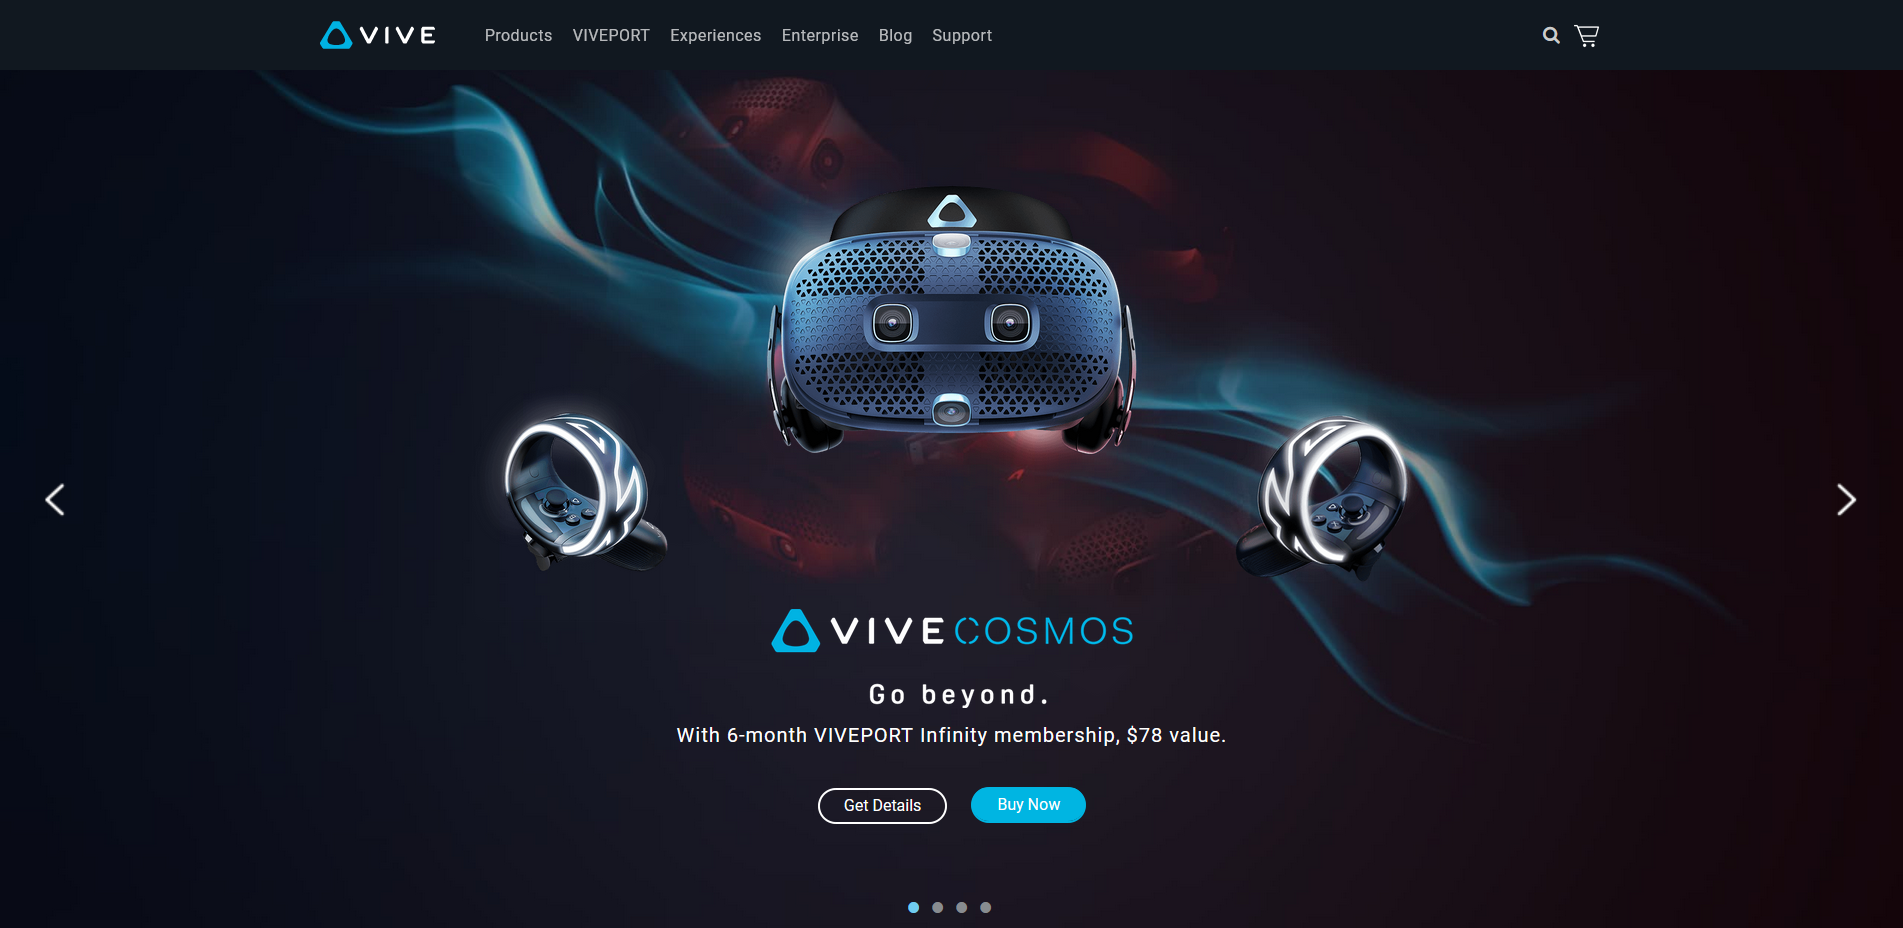 VIVE
Products VIVEPORT Experiences Enterprise Blog Support
VIVE COSMOS
Go beyond.
With 6-month VIVEPORT Infinity membership, $78 value.
Get Details Buy Now